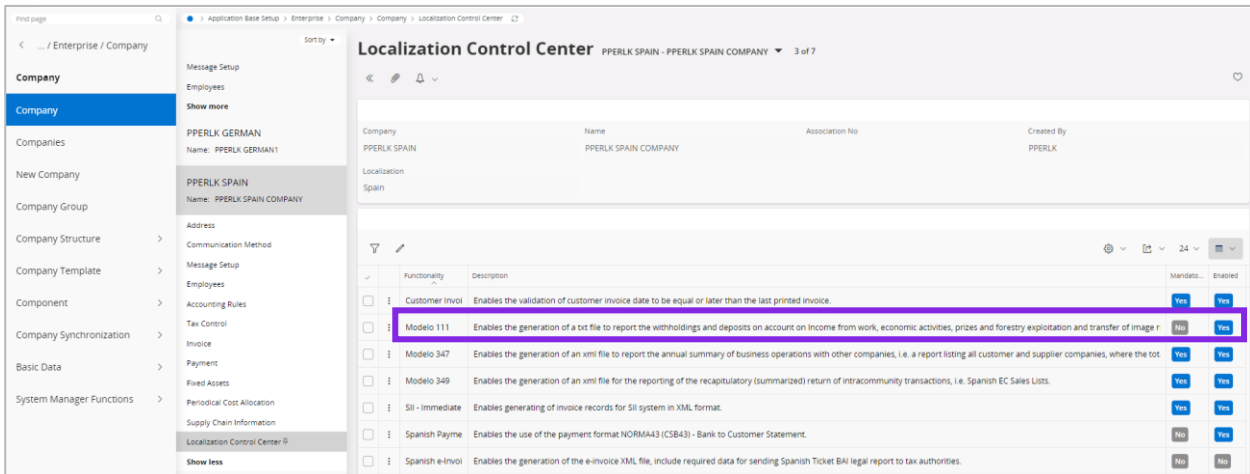 Find page
> Application Base Setup > Enterprise > Company > Company > Localization Control Center
< ... / Enterprise / Company
Company
Company
Companies
New Company
Company Group
Company Structure >
Company Template >
Component >
Company Synchronization >
Basic Data >
System Manager Functions >
Sort by
Message Setup
Employees
Show more
PPERLK GERMAN
Name: PPERLK GERMAN1
PPERLK SPAIN
Name: PPERLK SPAIN COMPANY
Address
Communication Method
Message Setup
Employees
Accounting Rules
Tax Control
Invoice
Payment
Fixed Assets
Periodical Cost Allocation
Supply Chain Information
Localization Control Center
Show less
Localization Control Center PPERLK SPAIN - PPERLK SPAIN COMPANY 3 of 7
Company Name Association No Created By
PPERLK SPAIN PPERLK SPAIN COMPANY PPERLK
Localization
Spain
24
Functionality Description Mandato... Enabled
Customer Invoi Enables the validation of customer invoice date to be equal or later than the last printed invoice. Yes Yes
Modelo 111 Enables the generation of a txt file to report the withholdings and deposits on account on Income from work, economic activities, prizes and forestry exploitation and transfer of image r No Yes
Modelo 347 Enables the generation of an xml file to report the annual summary of business operations with other companies, i.e. a report listing all customer and supplier companies, where the tot Yes Yes
Modelo 349 Enables the generation of an xml file for the reporting of the recapitulatory (summarized) return of intracommunity transactions, i.e. Spanish EC Sales Lists. Yes Yes
SII - Immediate Enables generating of invoice records for SII system in XML format. Yes Yes
Spanish Payme Enables the use of the payment format NORMA43 (CSB43) - Bank to Customer Statement. No Yes
Spanish e-Invoi Enables the generation of the e-invoice XML file, include required data for sending Spanish Ticket BAI legal report to tax authorities. No No